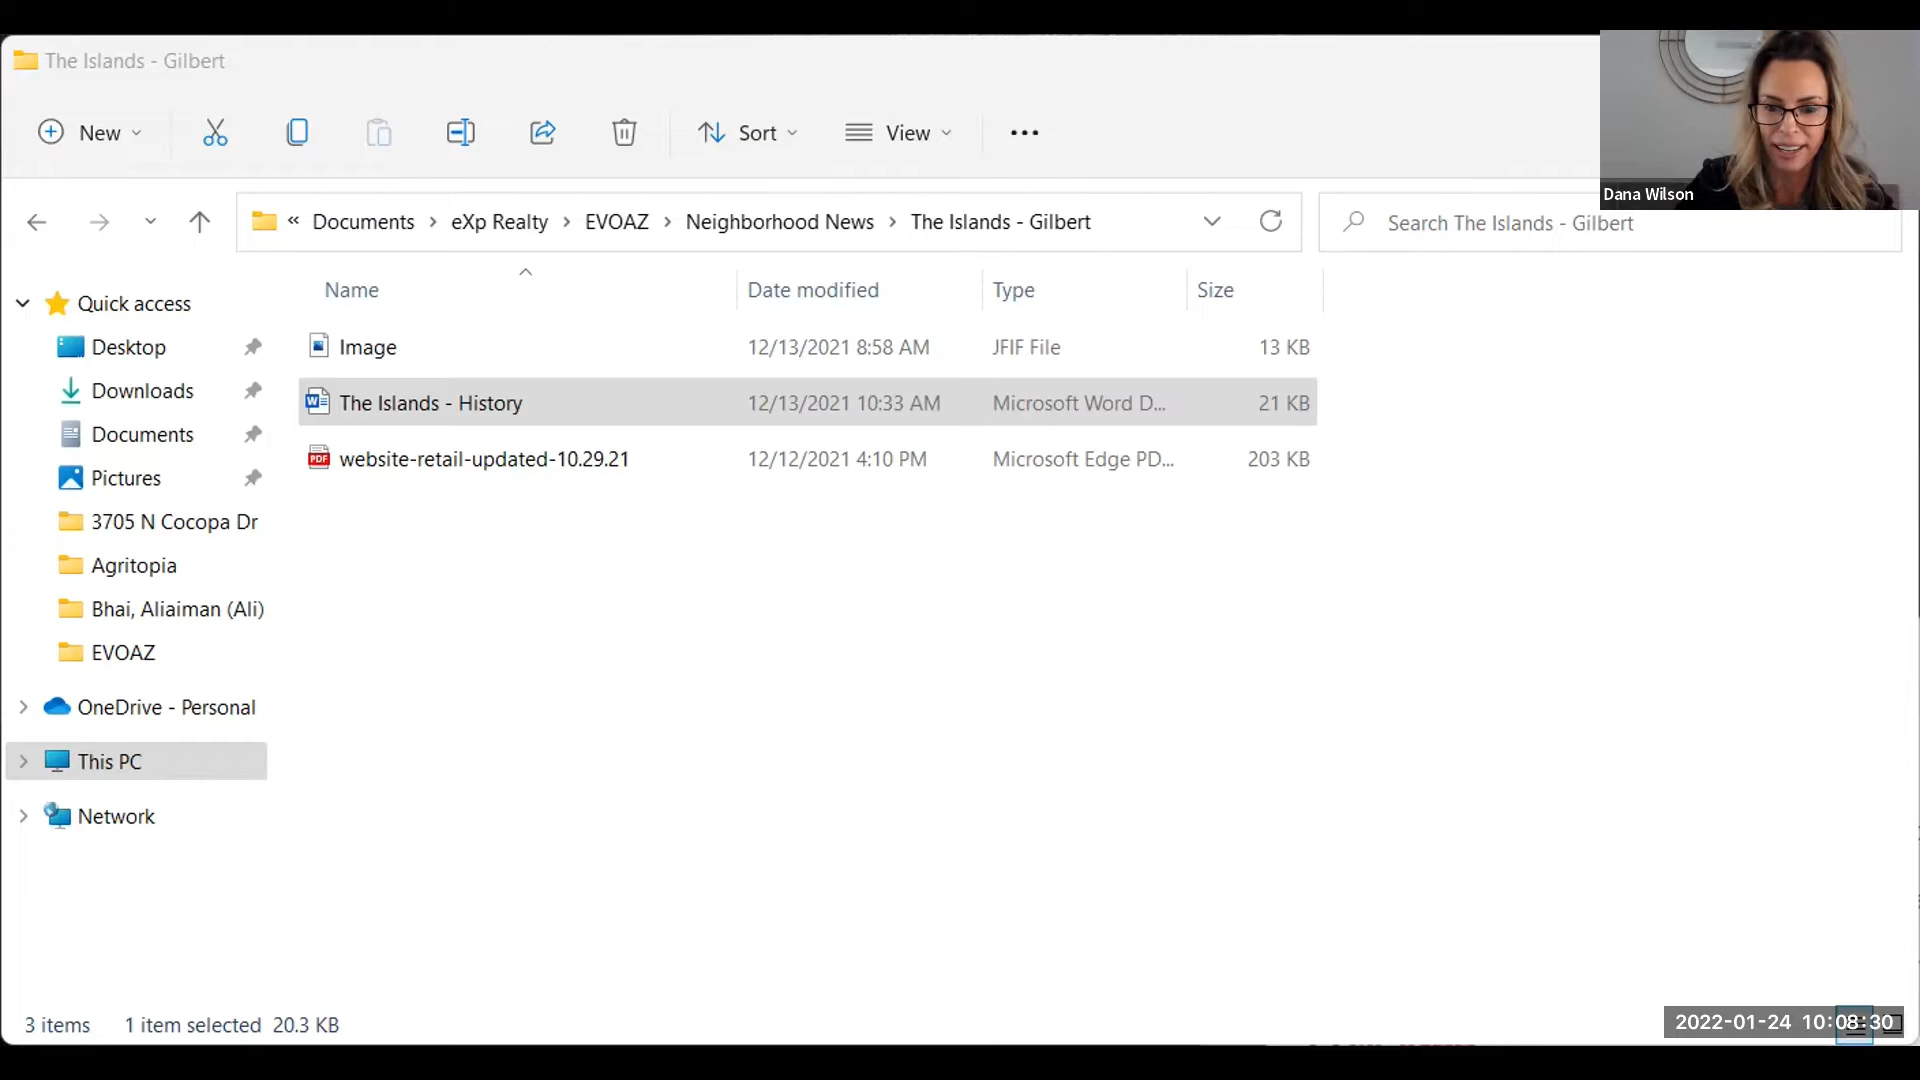 The Islands - Gilbert
New
Sort
View
Dana Wilson
« Documents > eXp Realty > EVOAZ > Neighborhood News > The Islands - Gilbert
Search The Islands - Gilbert
Name Date modified Type Size
Quick access
Desktop
Downloads
Documents
Pictures
3705 N Cocopa Dr
Agritopia
Bhai, Aliaiman (Ali)
EVOAZ
OneDrive - Personal
This PC
Network
Image 12/13/2021 8:58 AM JFIF File 13 KB
The Islands - History 12/13/2021 10:33 AM Microsoft Word D... 21 KB
PDF website-retail-updated-10.29.21 12/12/2021 4:10 PM Microsoft Edge PD... 203 KB
3 items 1 item selected 20.3 KB
2022-01-24 10:08:30